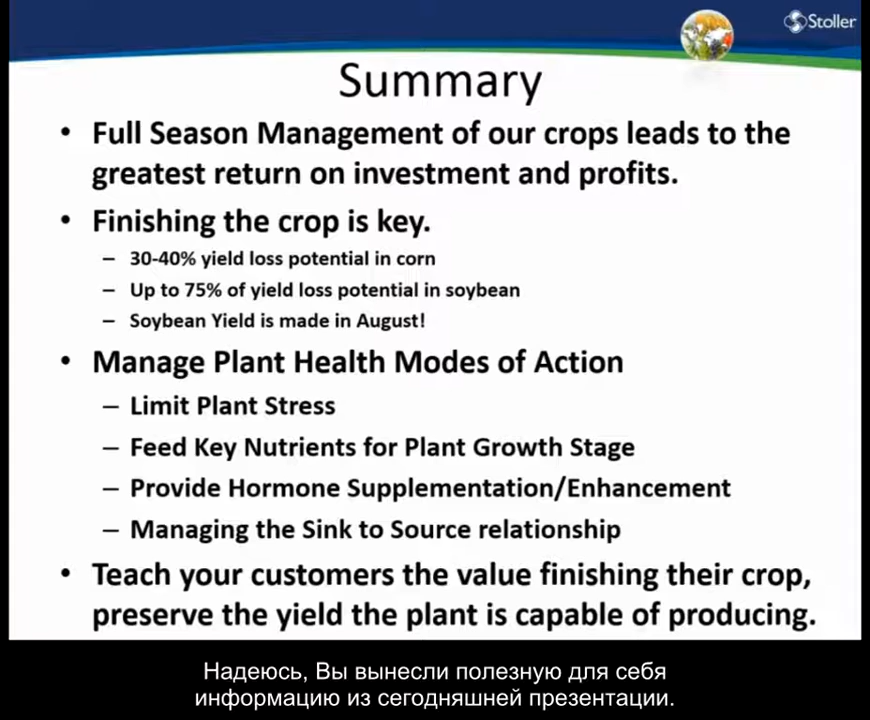 Stoller
Summary
• Full Season Management of our crops leads to the
greatest return on investment and profits.
• Finishing the crop is key.
– 30-40% yield loss potential in corn
– Up to 75% of yield loss potential in soybean
– Soybean Yield is made in August!
• Manage Plant Health Modes of Action
– Limit Plant Stress
– Feed Key Nutrients for Plant Growth Stage
– Provide Hormone Supplementation/Enhancement
– Managing the Sink to Source relationship
• Teach your customers the value finishing their crop,
preserve the yield the plant is capable of producing.
Надеюсь, Вы вынесли полезную для себя
информацию из сегодняшней презентации.